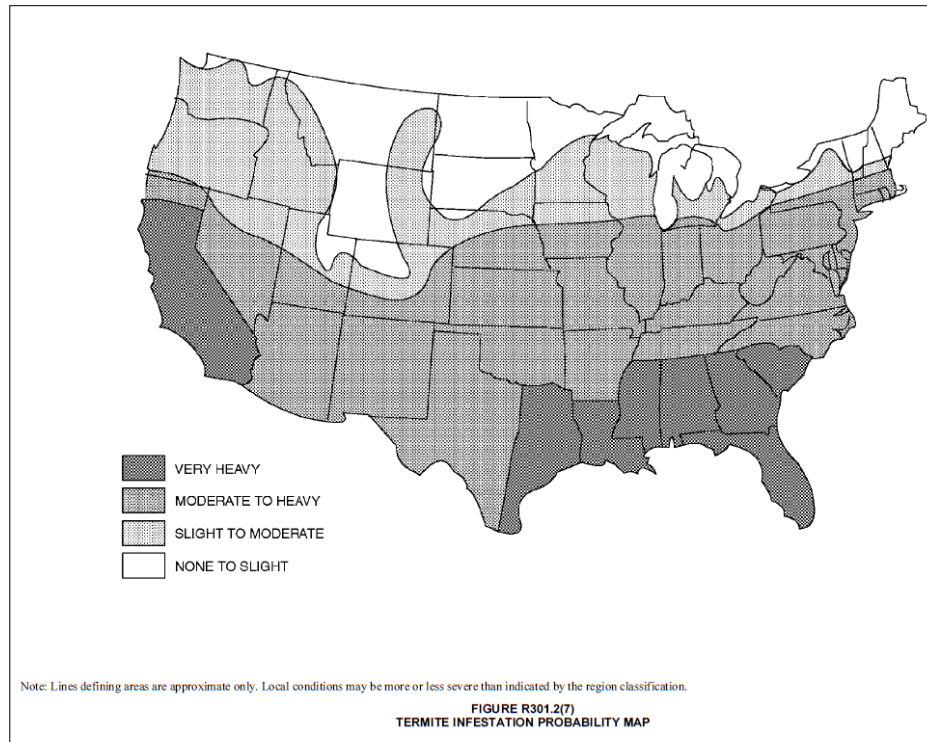 VERY HEAVY
MODERATE TO HEAVY
SLIGHT TO MODERATE
NONE TO SLIGHT
Note: Lines defining areas are approximate only. Local conditions may be more or less severe than indicated by the region classification.
FIGURE R301.2(7)
TERMITE INFESTATION PROBABILITY MAP